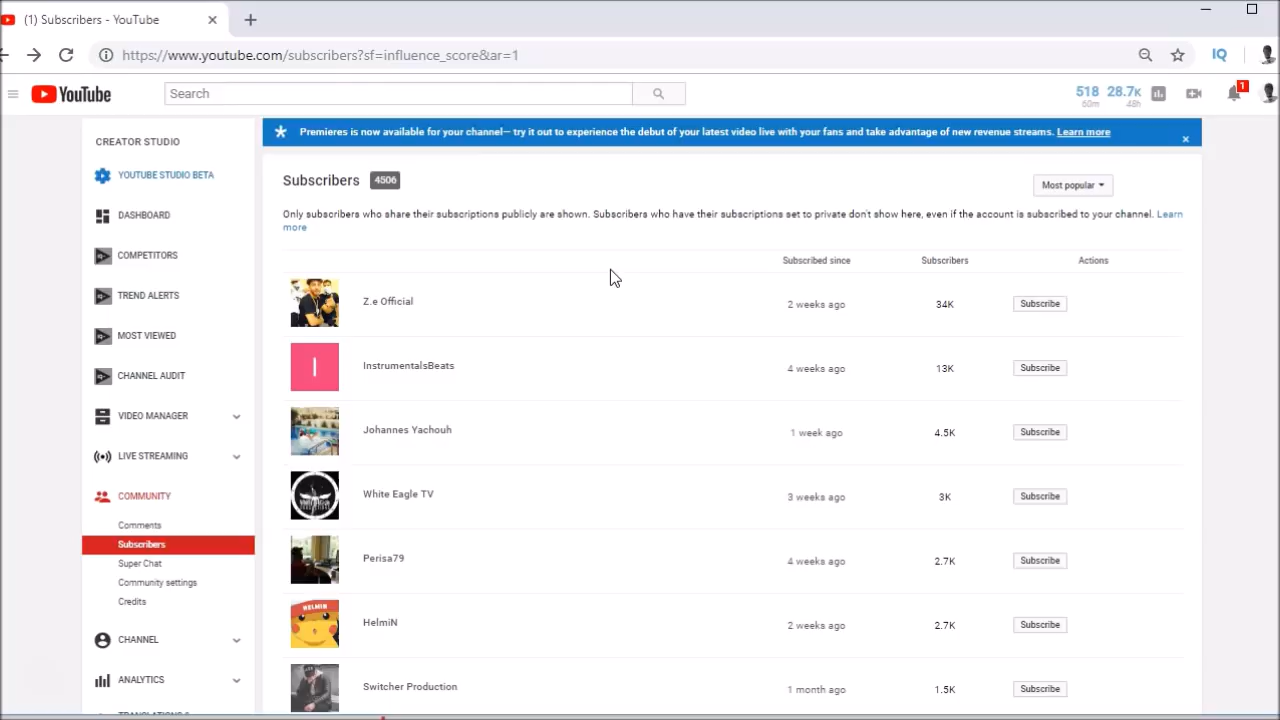 (1) Subscribers - YouTube
https://www.youtube.com/subscribers?sf=influence_score&ar=1
IQ
YouTube
Search
518 28.7K
60m 48h
1
CREATOR STUDIO
YOUTUBE STUDIO BETA
DASHBOARD
COMPETITORS
TREND ALERTS
MOST VIEWED
CHANNEL AUDIT
VIDEO MANAGER
LIVE STREAMING
COMMUNITY
Comments
Subscribers
Super Chat
Community settings
Credits
CHANNEL
ANALYTICS
Premieres is now available for your channel— try it out to experience the debut of your latest video live with your fans and take advantage of new revenue streams. Learn more
Subscribers 4506
Most popular
Only subscribers who share their subscriptions publicly are shown. Subscribers who have their subscriptions set to private don't show here, even if the account is subscribed to your channel. Learn
more
Subscribed since Subscribers Actions
Z.e Official 2 weeks ago 34K Subscribe
I InstrumentalsBeats 4 weeks ago 13K Subscribe
Johannes Yachouh 1 week ago 4.5K Subscribe
White Eagle TV 3 weeks ago 3K Subscribe
Perisa79 4 weeks ago 2.7K Subscribe
HELMIN
HelmiN 2 weeks ago 2.7K Subscribe
Switcher Production 1 month ago 1.5K Subscribe